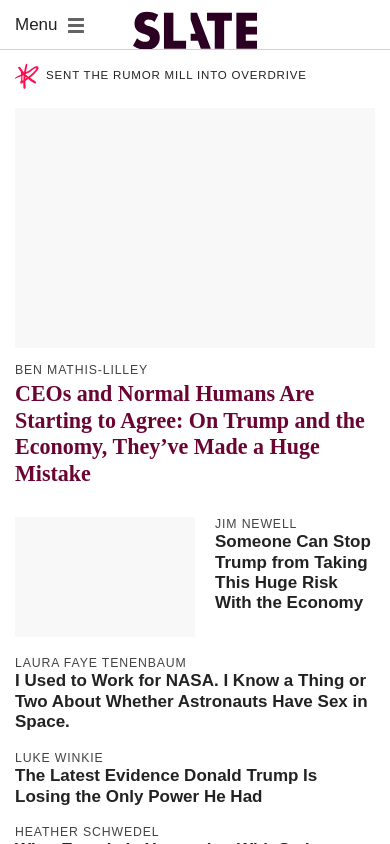 Menu
SLATE
SENT THE RUMOR MILL INTO OVERDRIVE
BEN MATHIS-LILLEY
CEOs and Normal Humans Are
Starting to Agree: On Trump and the
Economy, They’ve Made a Huge
Mistake
JIM NEWELL
Someone Can Stop
Trump from Taking
This Huge Risk
With the Economy
LAURA FAYE TENENBAUM
I Used to Work for NASA. I Know a Thing or
Two About Whether Astronauts Have Sex in
Space.
LUKE WINKIE
The Latest Evidence Donald Trump Is
Losing the Only Power He Had
HEATHER SCHWEDEL